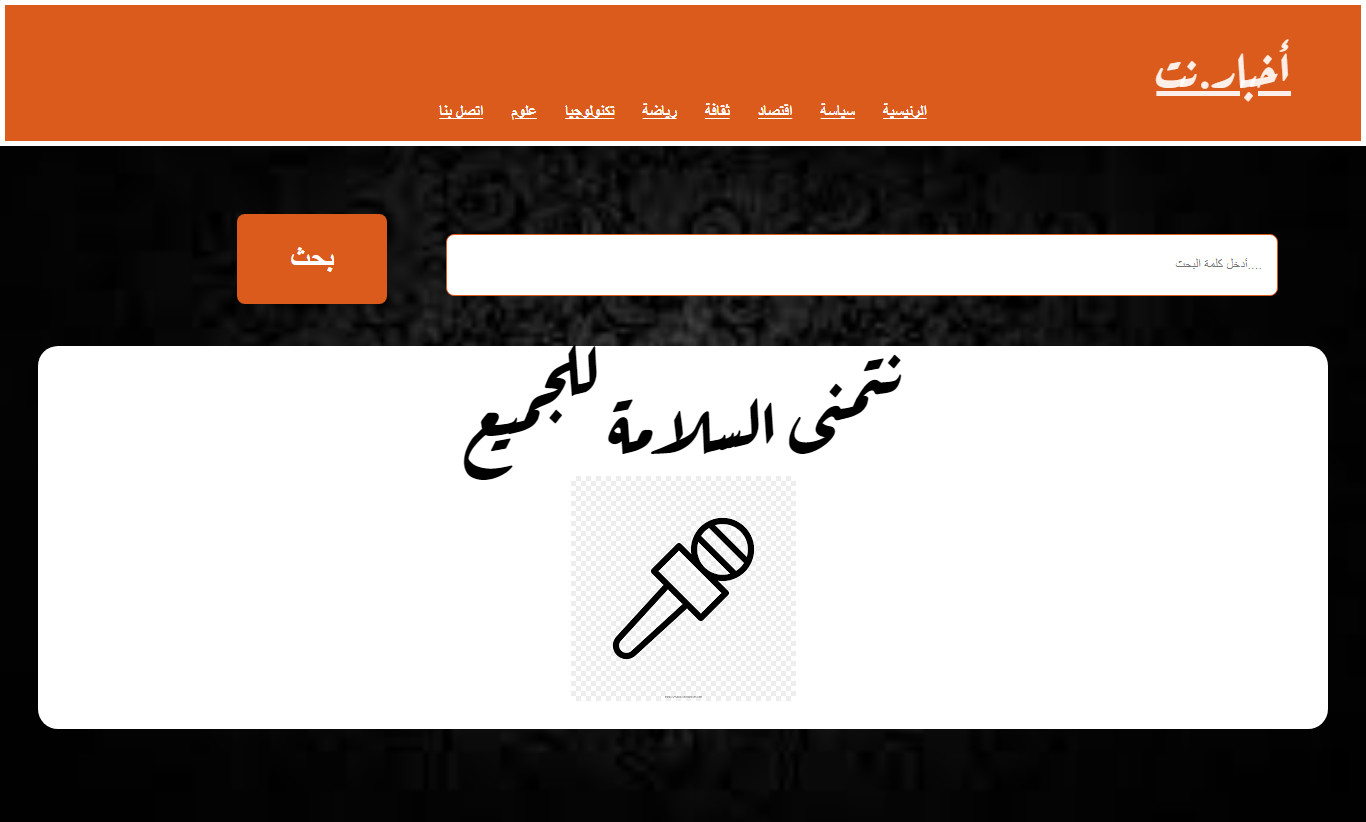 أخبار.نت
الرئيسية سياسة اقتصاد ثقافة رياضة تكنولوجيا علوم اتصل بنا
أدخل كلمة البحث....
بحث
نتمنى السلامة للجميع